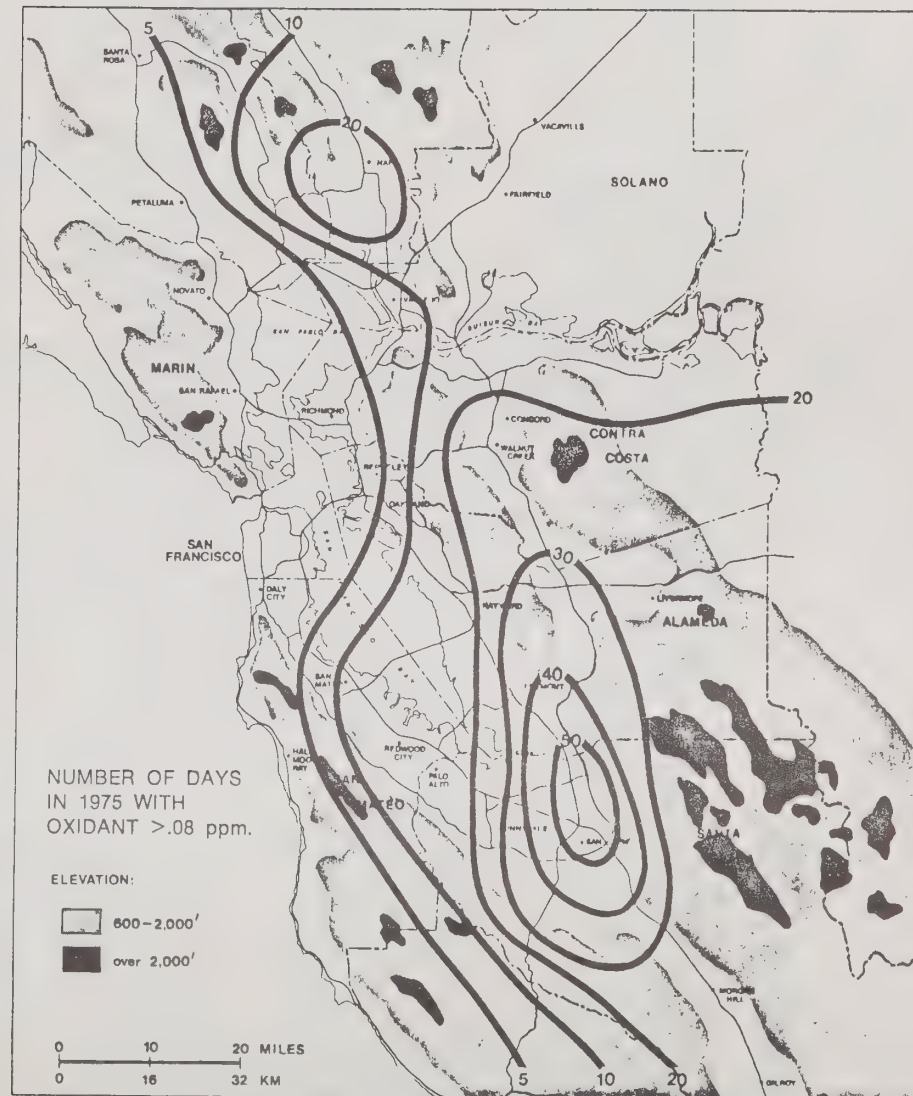 5
10
SANTA
ROSA
20
VACAVILLS
SOLANO
FAIRFIELD
PETALUMA
NOVATO
MARIN
SAN RAFAEL
RICHMOND
20
CONCORD
CONTRA
COSTA
WALNUT
CREEK
SAN
FRANCISCO
30
DALY
CITY
HAYWARD
LIVERMORE
ALAMEDA
SAN
40
REDWOOD
CITY
50
PALO
ALTO
NUMBER OF DAYS
IN 1975 WITH
OXIDANT >.08 ppm.
MATEO
SANTA
SAN
ELEVATION:
600-2,000'
over 2,000'
MORGAN
HILL
0 10 20 MILES
0 16 32 KM
5 10 20
GILROY